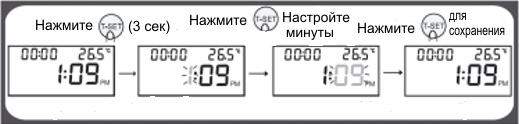 Нажмите T-SET (3 сек)
Нажмите T-SET Настройте минуты
Нажмите T-SET для сохранения
00:00 26.5°c
1:09 PM
00:00 26.5°c
1:09 PM
00:00 26.5°c
1:09 PM
00:00 26.5°c
1:09 PM